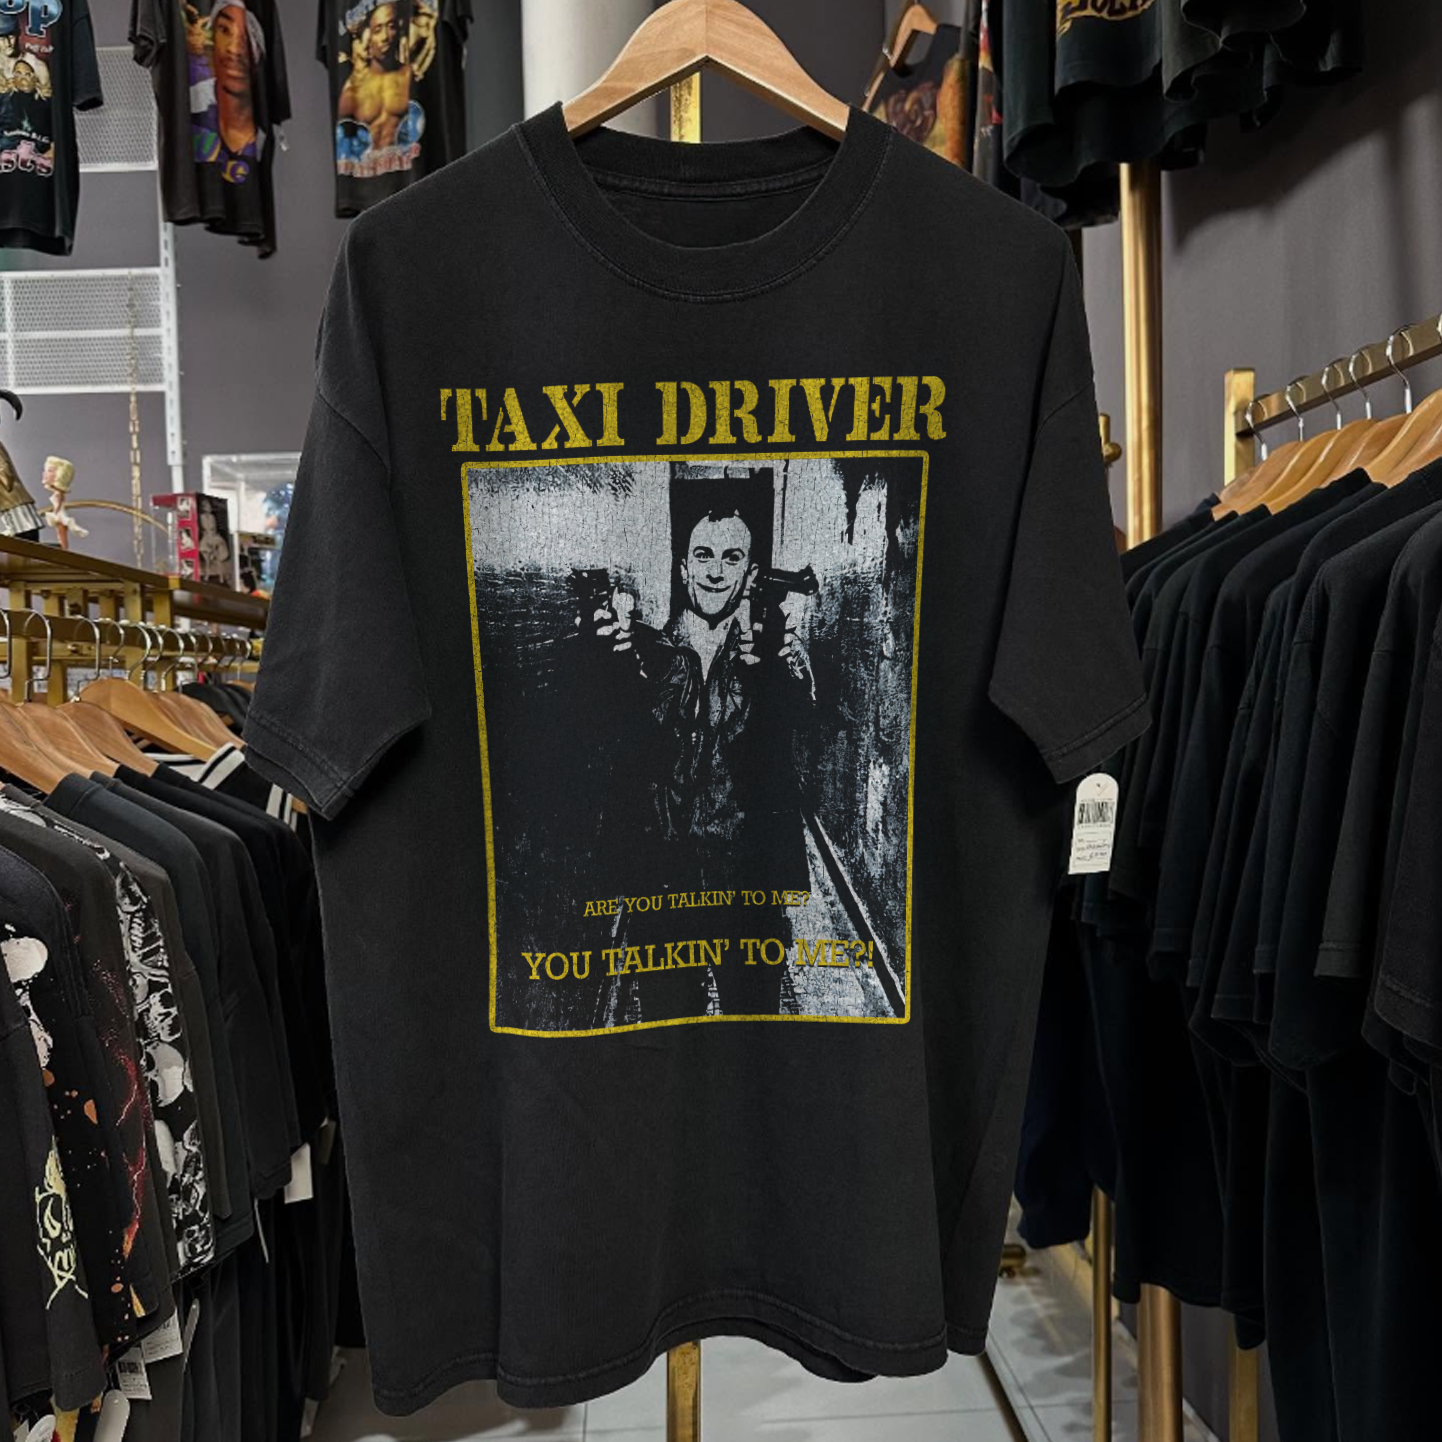 TAXI DRIVER
ARE YOU TALKIN' TO ME?
YOU TALKIN' TO ME?!